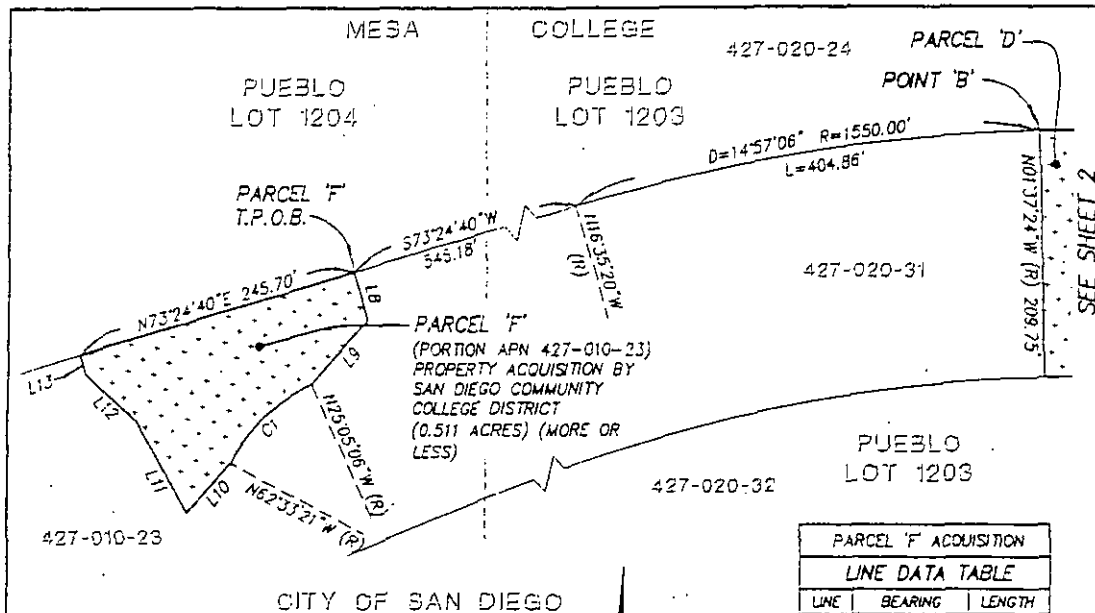 MESA COLLEGE
427-020-24
PARCEL 'D'
POINT 'B'
PUEBLO
LOT 1204
PUEBLO
LOT 1203
D=14°57'06" R=1550.00'
L=404.86'
N01°37'24"W (R) 209.75'
SEE SHEET 2
PARCEL 'F'
T.P.O.B.
S73°24'40"W
545.18'
N16°35'20"W
(R)
427-020-31
N73°24'40"E 245.70'
L8
L9
L13
L12
C1
L11
L10
PARCEL 'F'
(PORTION APN 427-010-23)
PROPERTY ACQUISITION BY
SAN DIEGO COMMUNITY
COLLEGE DISTRICT
(0.511 ACRES) (MORE OR
LESS)
N25°05'06"W (R)
N62°33'21"W (R)
PUEBLO
LOT 1203
427-020-32
427-010-23
CITY OF SAN DIEGO
PARCEL 'F' ACQUISITION
LINE DATA TABLE
LINE BEARING LENGTH